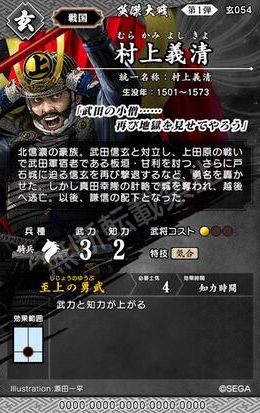 玄
戦国
英傑大戦
第1弾
玄054
むらかみよしきよ
村上義清
統一名称：村上義清
生没年：1501～1573
「武田の小僧……
再び地獄を見せてやろう」
北信濃の豪族。武田信玄と対立し、上田原の戦い
で武田軍宿老である板垣・甘利を討つ。さらに戸
石城に迫る信玄を再び撃退するなど、勇名を轟か
せた。しかし真田幸隆の計略で城を奪われ、越後
へ逃亡。以後、謙信の配下となった。
兵種
武力
知力
武将コスト
騎兵
3
2
特技
気合
しじょうのゆうぶ
至上の勇武
必要士気
4
効果時間
知力時間
効果範囲
武力と知力が上がる
Illustration:添田一平
©SEGA
0000-0000-0000-0000-0000